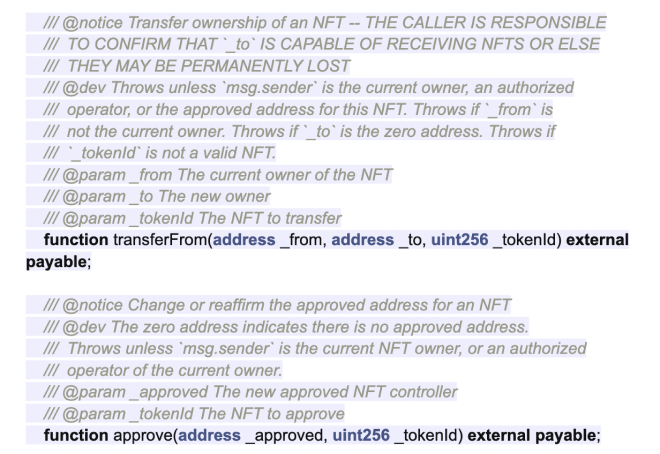 /// @notice Transfer ownership of an NFT -- THE CALLER IS RESPONSIBLE
/// TO CONFIRM THAT `_to` IS CAPABLE OF RECEIVING NFTS OR ELSE
/// THEY MAY BE PERMANENTLY LOST
/// @dev Throws unless `msg.sender` is the current owner, an authorized
/// operator, or the approved address for this NFT. Throws if `_from` is
/// not the current owner. Throws if `_to` is the zero address. Throws if
/// `_tokenId` is not a valid NFT.
/// @param _from The current owner of the NFT
/// @param _to The new owner
/// @param _tokenId The NFT to transfer
function transferFrom(address _from, address _to, uint256 _tokenId) external
payable;
/// @notice Change or reaffirm the approved address for an NFT
/// @dev The zero address indicates there is no approved address.
/// Throws unless `msg.sender` is the current NFT owner, or an authorized
/// operator of the current owner.
/// @param _approved The new approved NFT controller
/// @param _tokenId The NFT to approve
function approve(address _approved, uint256 _tokenId) external payable;